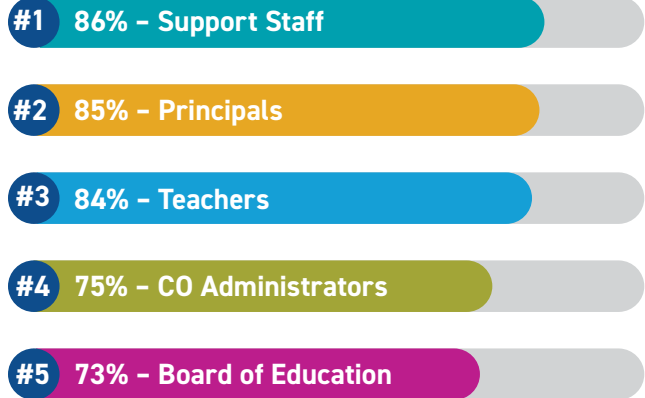 #1 86% – Support Staff
#2 85% – Principals
#3 84% – Teachers
#4 75% – CO Administrators
#5 73% – Board of Education